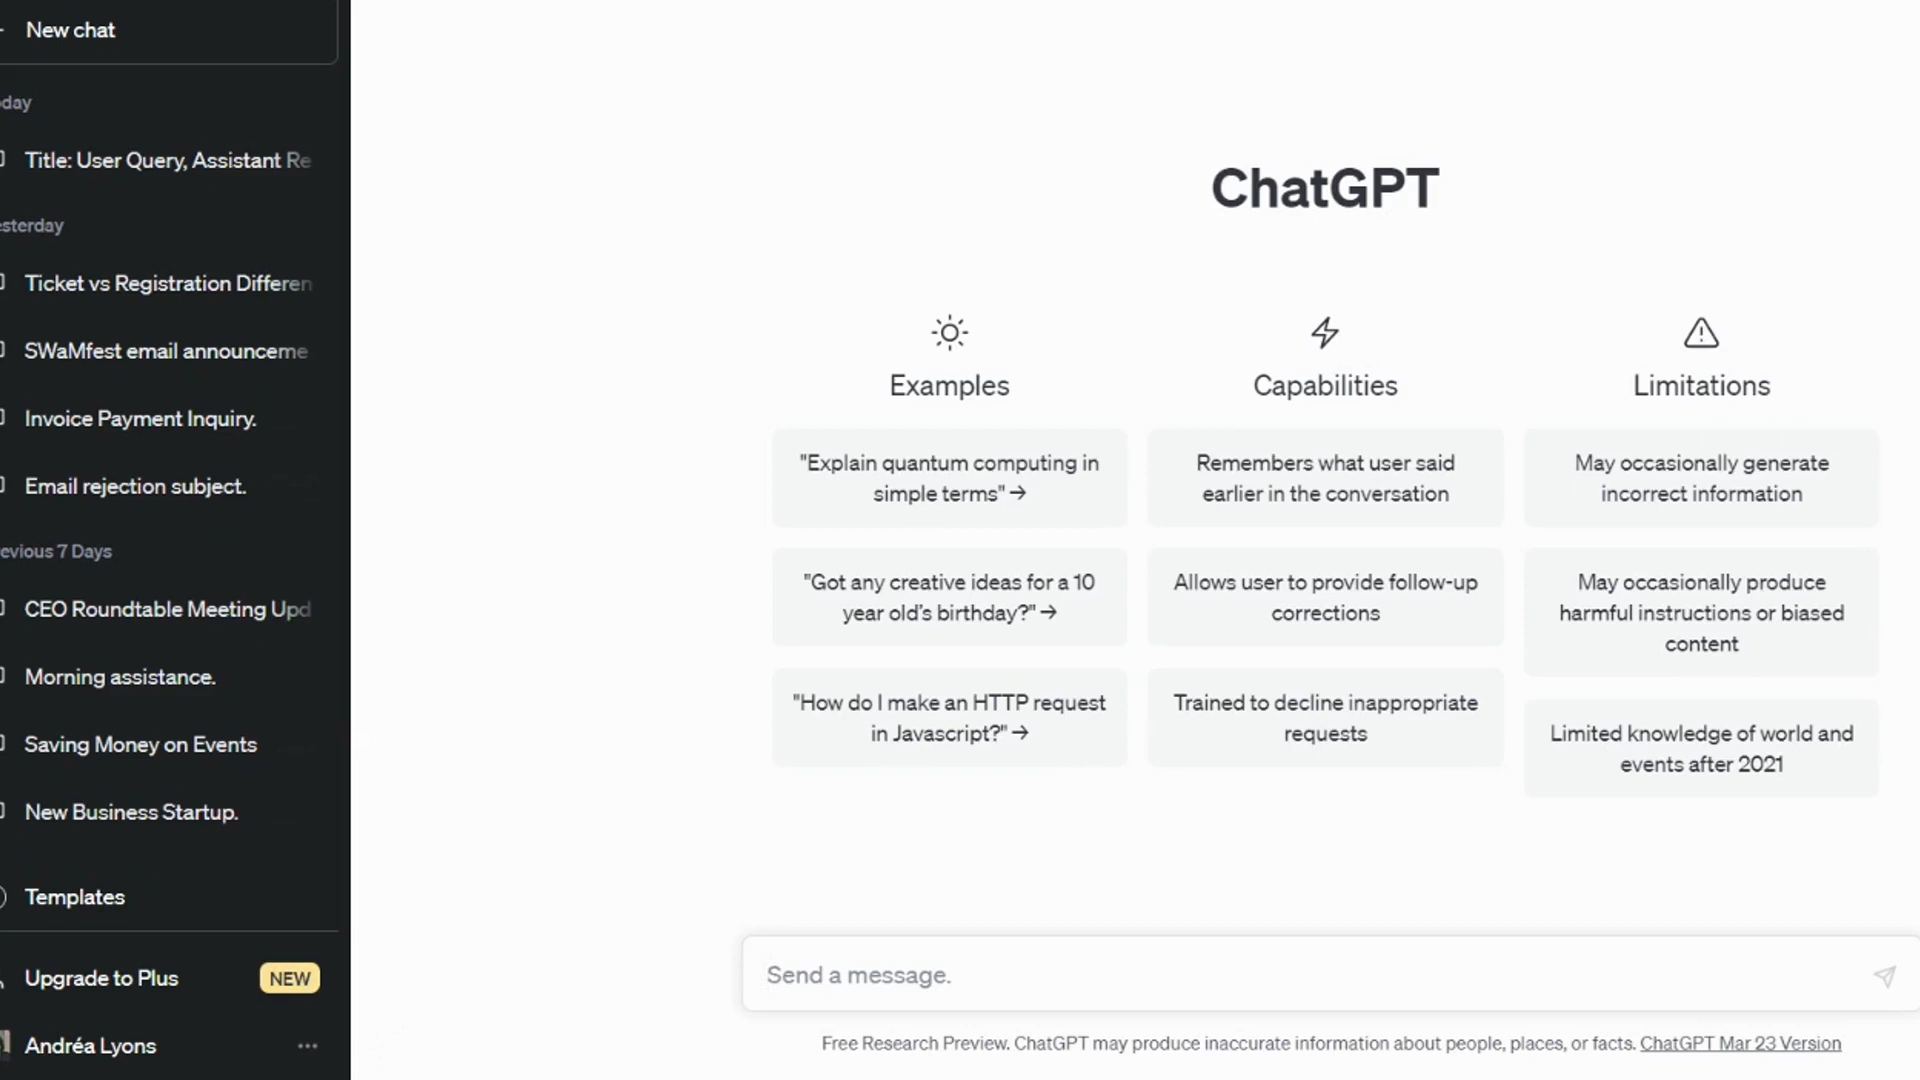 New chat
Title: User Query, Assistant Re
Ticket vs Registration Differen
SWaMfest email announceme
Invoice Payment Inquiry.
Email rejection subject.
7 Days
CEO Roundtable Meeting Upd
Morning assistance.
Saving Money on Events
New Business Startup.
Templates
Upgrade to Plus NEW
Andréa Lyons
ChatGPT
Examples
"Explain quantum computing in
simple terms" →
"Got any creative ideas for a 10
year old's birthday?" →
"How do I make an HTTP request
in Javascript?" →
Capabilities
Remembers what user said
earlier in the conversation
Allows user to provide follow-up
corrections
Trained to decline inappropriate
requests
Limitations
May occasionally generate
incorrect information
May occasionally produce
harmful instructions or biased
content
Limited knowledge of world and
events after 2021
Send a message.
Free Research Preview. ChatGPT may produce inaccurate information about people, places, or facts. ChatGPT Mar 23 Version